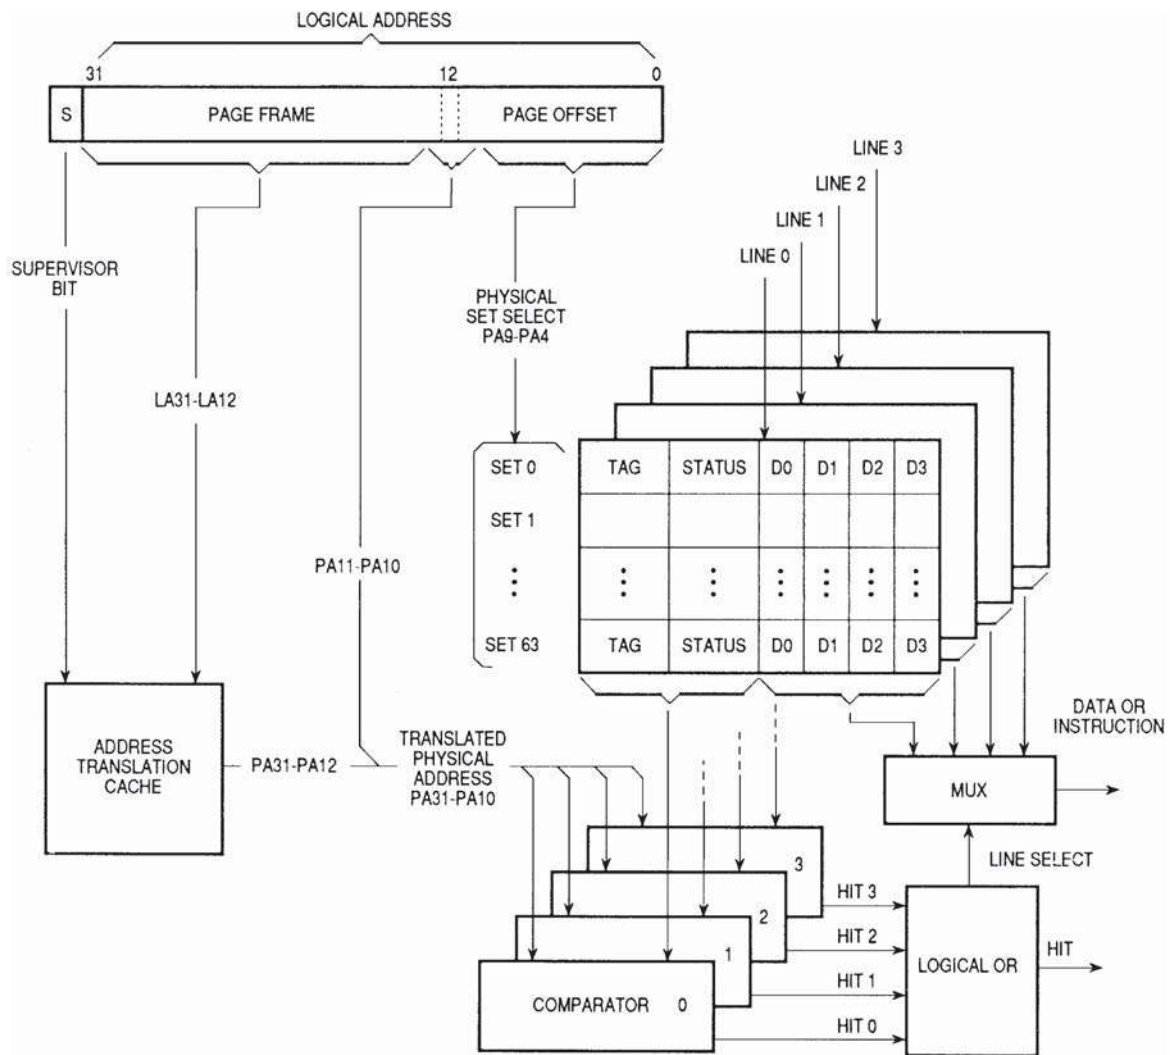 LOGICAL ADDRESS
31 12 0
S PAGE FRAME PAGE OFFSET
LINE 3
LINE 2
LINE 1
LINE 0
SUPERVISOR
BIT
PHYSICAL
SET SELECT
PA9-PA4
LA31-LA12
PA11-PA10
SET 0 TAG STATUS D0 D1 D2 D3
SET 1
SET 63 TAG STATUS D0 D1 D2 D3
ADDRESS
TRANSLATION
CACHE
PA31-PA12
TRANSLATED
PHYSICAL
ADDRESS
PA31-PA10
DATA OR
INSTRUCTION
MUX
LINE SELECT
3
2
1
COMPARATOR 0
HIT 3
HIT 2
HIT 1
HIT 0
LOGICAL OR
HIT